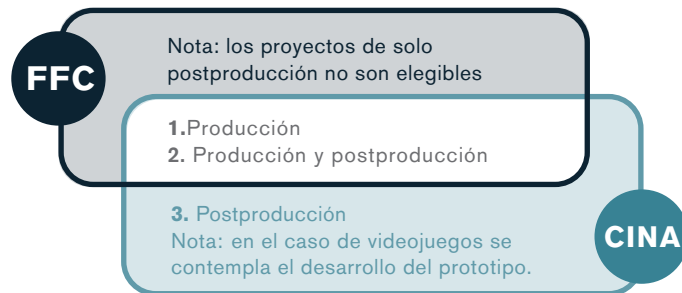 FFC
Nota: los proyectos de solo
postproducción no son elegibles
1.Producción
2. Producción y postproducción
3. Postproducción
Nota: en el caso de videojuegos se
contempla el desarrollo del prototipo.
CINA